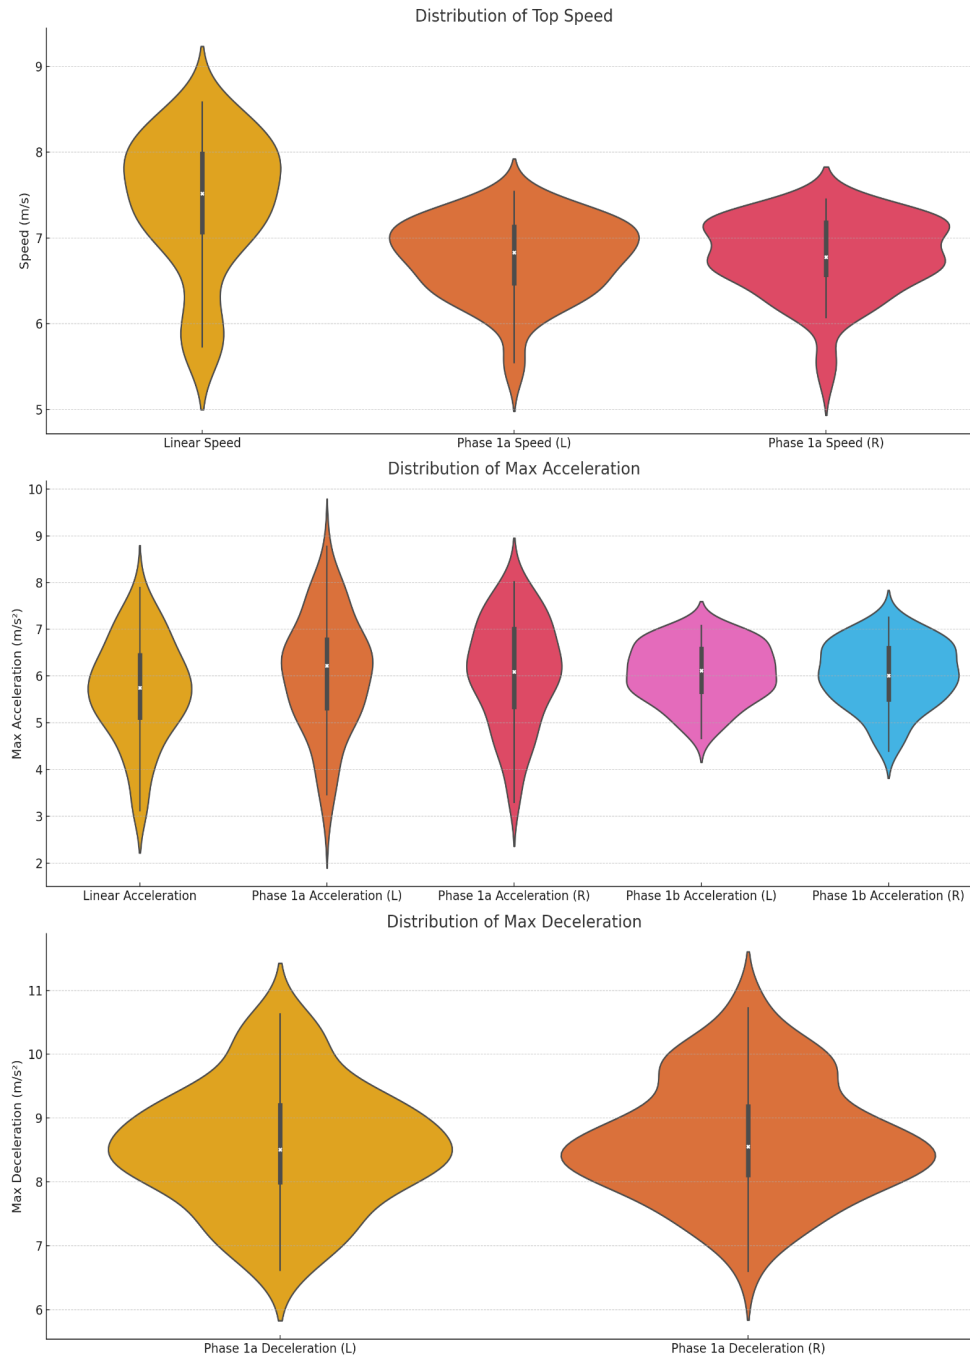 Distribution of Top Speed
Speed (m/s)
9
8
7
6
5
Linear Speed
Phase 1a Speed (L)
Phase 1a Speed (R)
Distribution of Max Acceleration
Max Acceleration (m/s²)
10
9
8
7
6
5
4
3
2
Linear Acceleration
Phase 1a Acceleration (L)
Phase 1a Acceleration (R)
Phase 1b Acceleration (L)
Phase 1b Acceleration (R)
Distribution of Max Deceleration
Max Deceleration (m/s²)
11
10
9
8
7
6
Phase 1a Deceleration (L)
Phase 1a Deceleration (R)